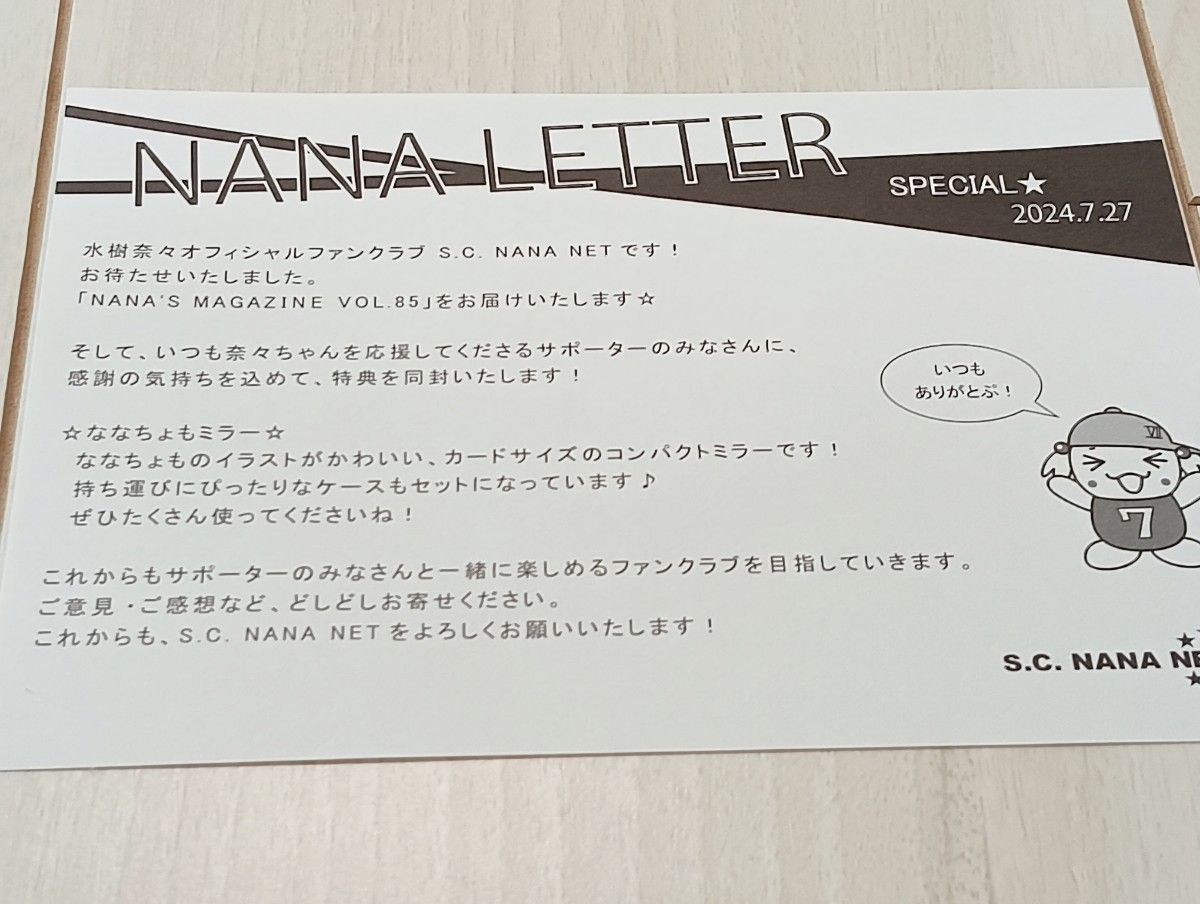 NANA LETTER
SPECIAL★
2024.7.27
水樹奈々オフィシャルファンクラブ S.C. NANA NETです！
お待たせいたしました。
「NANA'S MAGAZINE VOL.85」をお届けいたします☆
そして、いつも奈々ちゃんを応援してくださるサポーターのみなさんに、
感謝の気持ちを込めて、特典を同封いたします！
いつも
ありがとぷ！
☆ななちょもミラー☆
ななちょものイラストがかわいい、カードサイズのコンパクトミラーです！
持ち運びにぴったりなケースもセットになっています♪
ぜひたくさん使ってくださいね！
VII
7
これからもサポーターのみなさんと一緒に楽しめるファンクラブを目指していきます。
ご意見・ご感想など、どしどしお寄せください。
これからも、S.C. NANA NETをよろしくお願いいたします！
S.C. NANA NE